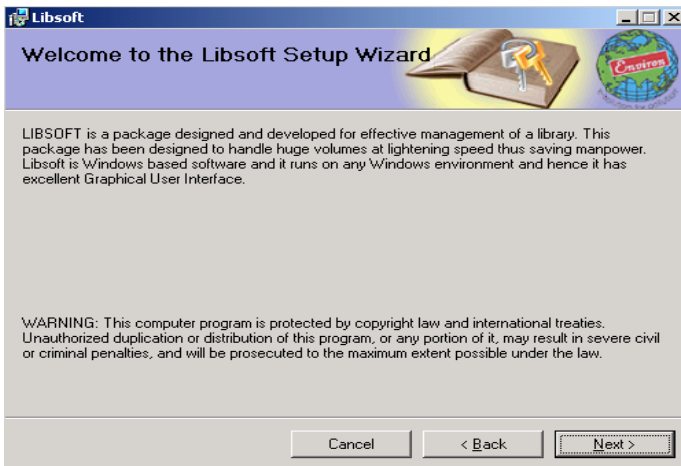 Libsoft
Welcome to the Libsoft Setup Wizard
Environ
LIBSOFT is a package designed and developed for effective management of a library. This
package has been designed to handle huge volumes at lightening speed thus saving manpower.
Libsoft is Windows based software and it runs on any Windows environment and hence it has
excellent Graphical User Interface.
WARNING: This computer program is protected by copyright law and international treaties.
Unauthorized duplication or distribution of this program, or any portion of it, may result in severe civil
or criminal penalties, and will be prosecuted to the maximum extent possible under the law.
Cancel
< Back
Next >